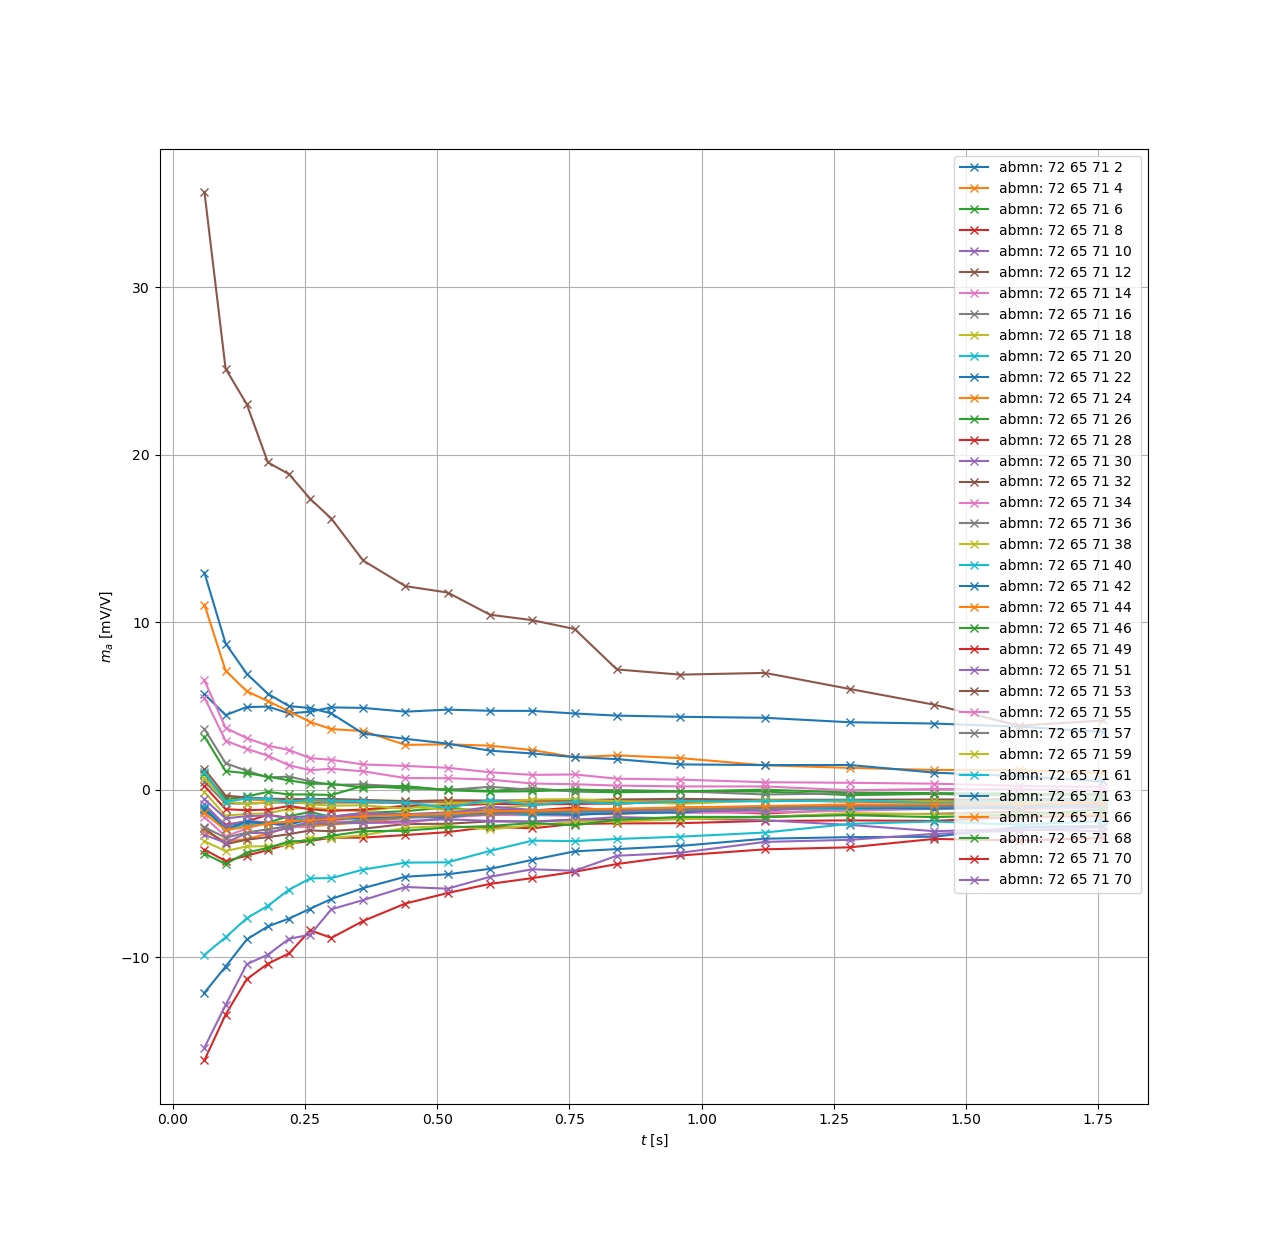 30
20
10
0
−10
0.00 0.25 0.50 0.75 1.00 1.25 1.50 1.75
m_a [mV/V]
t [s]
abmn: 72 65 71 2
abmn: 72 65 71 4
abmn: 72 65 71 6
abmn: 72 65 71 8
abmn: 72 65 71 10
abmn: 72 65 71 12
abmn: 72 65 71 14
abmn: 72 65 71 16
abmn: 72 65 71 18
abmn: 72 65 71 20
abmn: 72 65 71 22
abmn: 72 65 71 24
abmn: 72 65 71 26
abmn: 72 65 71 28
abmn: 72 65 71 30
abmn: 72 65 71 32
abmn: 72 65 71 34
abmn: 72 65 71 36
abmn: 72 65 71 38
abmn: 72 65 71 40
abmn: 72 65 71 42
abmn: 72 65 71 44
abmn: 72 65 71 46
abmn: 72 65 71 49
abmn: 72 65 71 51
abmn: 72 65 71 53
abmn: 72 65 71 55
abmn: 72 65 71 57
abmn: 72 65 71 59
abmn: 72 65 71 61
abmn: 72 65 71 63
abmn: 72 65 71 66
abmn: 72 65 71 68
abmn: 72 65 71 70
abmn: 72 65 71 70